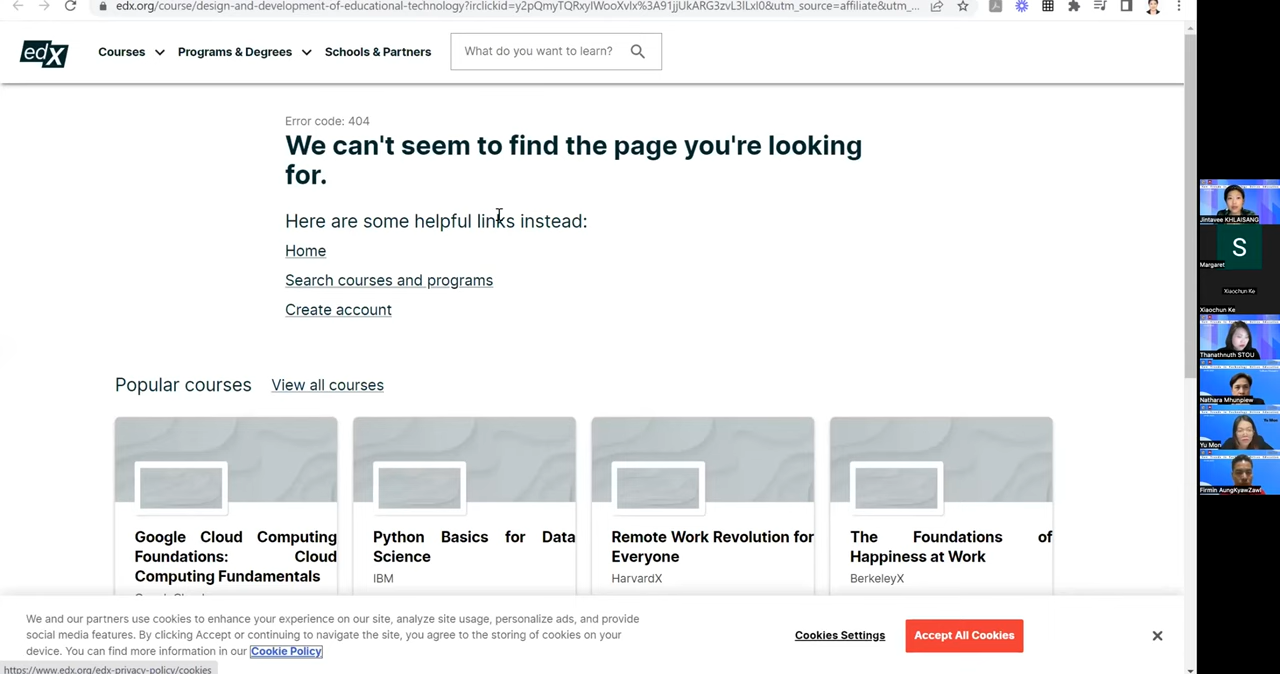 edx.org/course/design-and-development-of-educational-technology?irclickid=y2pQmyTQRxyIWooXvIx%3A91jjUkARG3zvL3lLxI0&utm_source=affiliate&utm_...
edX
Courses
Programs & Degrees
Schools & Partners
What do you want to learn?
Error code: 404
We can't seem to find the page you're looking
for.
Here are some helpful links instead:
Home
Search courses and programs
Create account
Popular courses
View all courses
Google Cloud Computing
Foundations: Cloud
Computing Fundamentals
Python Basics for Data
Science
IBM
Remote Work Revolution for
Everyone
HarvardX
The Foundations of
Happiness at Work
BerkeleyX
We and our partners use cookies to enhance your experience on our site, analyze site usage, personalize ads, and provide
social media features. By clicking Accept or continuing to navigate the site, you agree to the storing of cookies on your
device. You can find more information in our Cookie Policy
Cookies Settings
Accept All Cookies
https://www.edx.org/edx-privacy-policy/cookies
Jintavee KHLAISANG
S
Margaret
Xiaochun Ke
Xiaochun Ke
Thanathnuth STOU
Nathara Mhunpiew
Yu Mon
Firmin AungKyawZaw